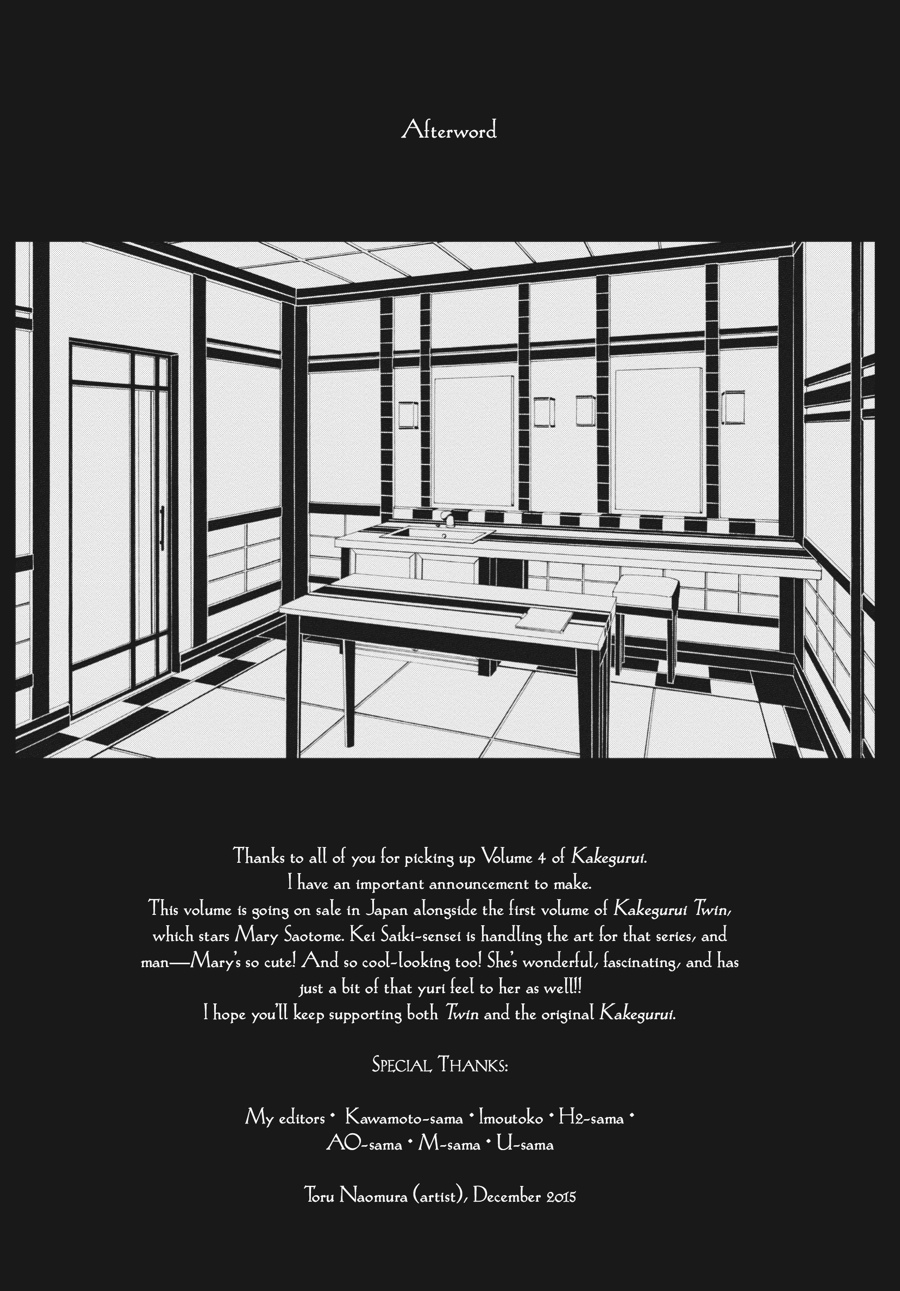 Afterword
Thanks to all of you for picking up Volume 4 of Kakegurui.
I have an important announcement to make.
This volume is going on sale in Japan alongside the first volume of Kakegurui Twin,
which stars Mary Saotome. Kei Saiki-sensei is handling the art for that series, and
man—Mary's so cute! And so cool-looking too! She's wonderful, fascinating, and has
just a bit of that yuri feel to her as well!!
I hope you'll keep supporting both Twin and the original Kakegurui.
Special Thanks:
My editors • Kawamoto-sama • Imoutoko • H2-sama •
AO-sama • M-sama • U-sama
Toru Naomura (artist), December 2015